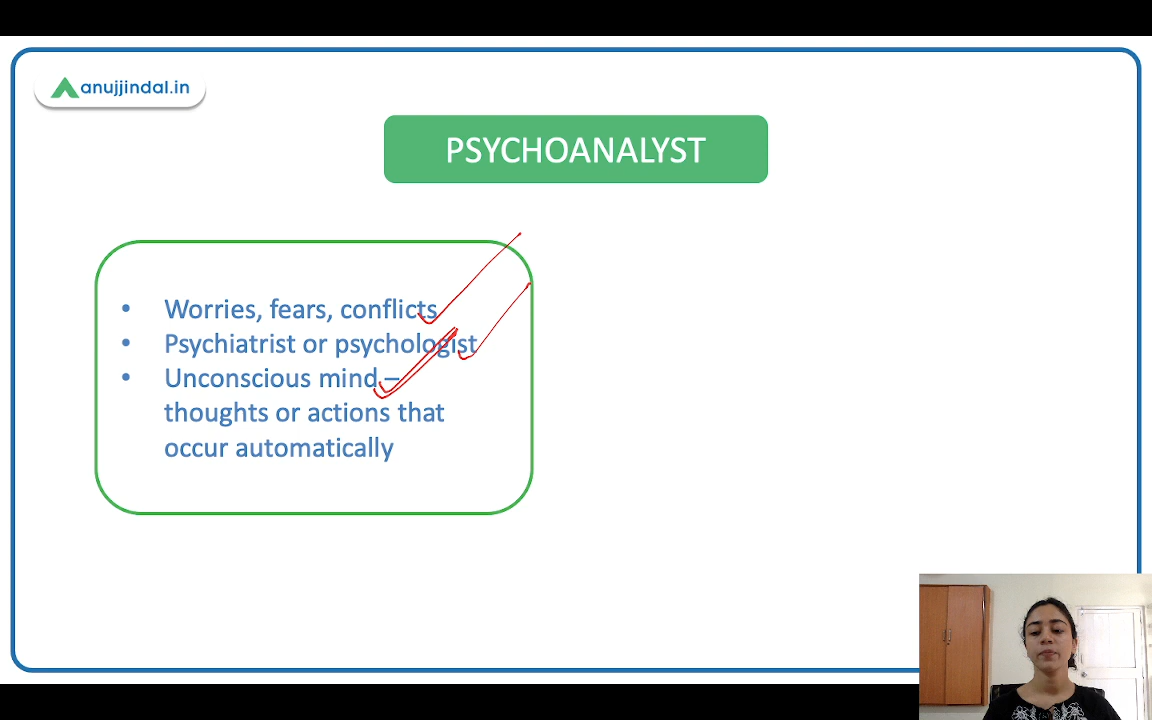 anujjindal.in
PSYCHOANALYST
• Worries, fears, conflicts
• Psychiatrist or psychologist
• Unconscious mind –
thoughts or actions that
occur automatically